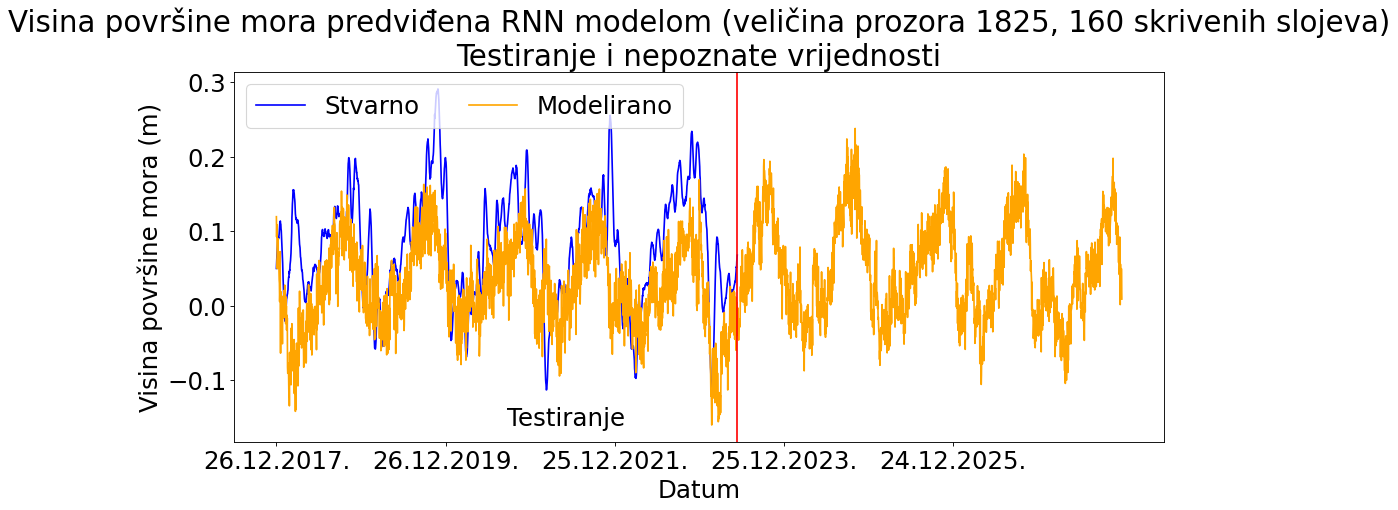 Visina površine mora predviđena RNN modelom (veličina prozora 1825, 160 skrivenih slojeva)
Testiranje i nepoznate vrijednosti
Stvarno
Modelirano
Visina površine mora (m)
0.3
0.2
0.1
0.0
−0.1
Testiranje
26.12.2017.
26.12.2019.
25.12.2021.
25.12.2023.
24.12.2025.
Datum